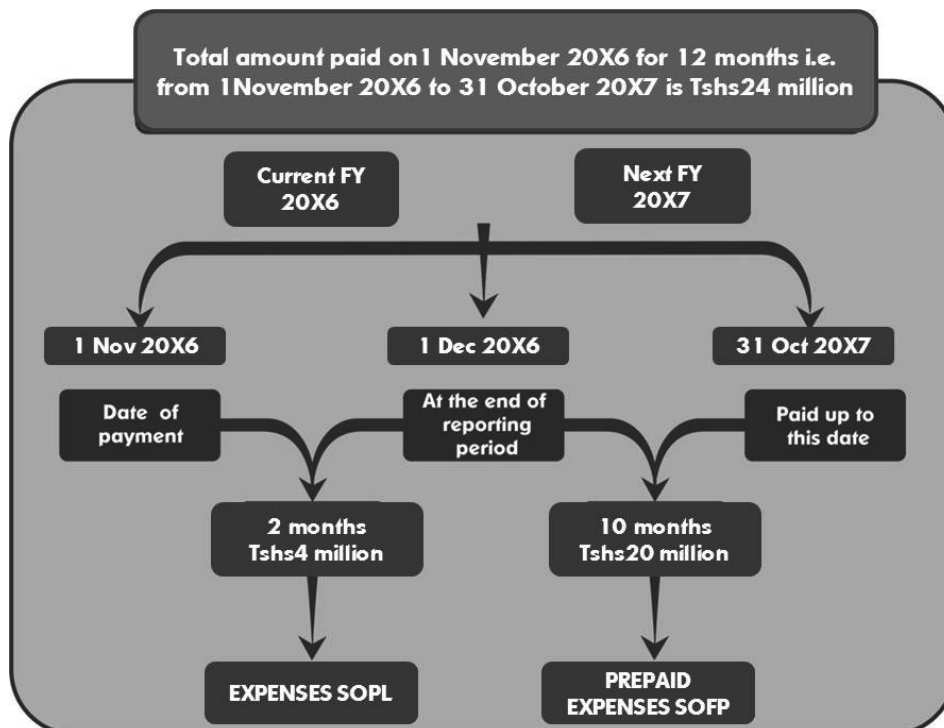 Total amount paid on1 November 20X6 for 12 months i.e.
from 1November 20X6 to 31 October 20X7 is Tshs24 million
Current FY
20X6
Next FY
20X7
1 Nov 20X6
1 Dec 20X6
31 Oct 20X7
Date of
payment
At the end of
reporting
period
Paid up to
this date
2 months
Tshs4 million
10 months
Tshs20 million
EXPENSES SOPL
PREPAID
EXPENSES SOFP